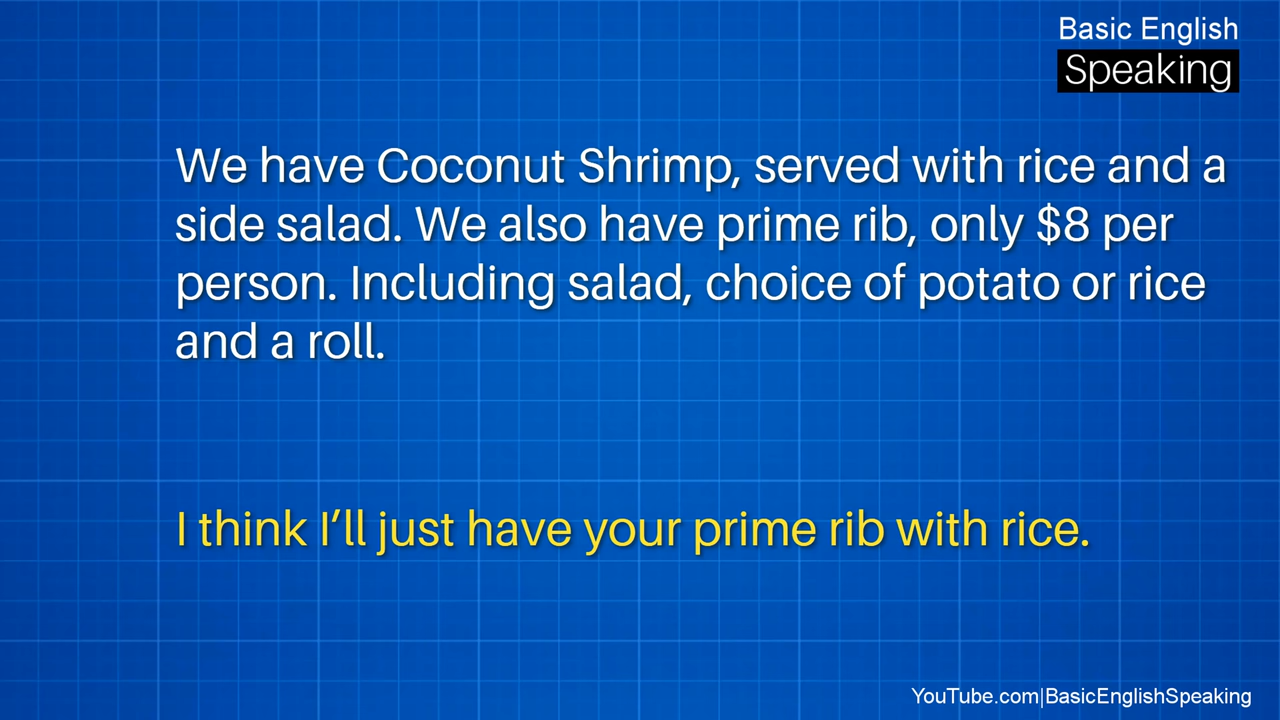 Basic English
Speaking
We have Coconut Shrimp, served with rice and a
side salad. We also have prime rib, only $8 per
person. Including salad, choice of potato or rice
and a roll.
I think I’ll just have your prime rib with rice.
YouTube.com|BasicEnglishSpeaking